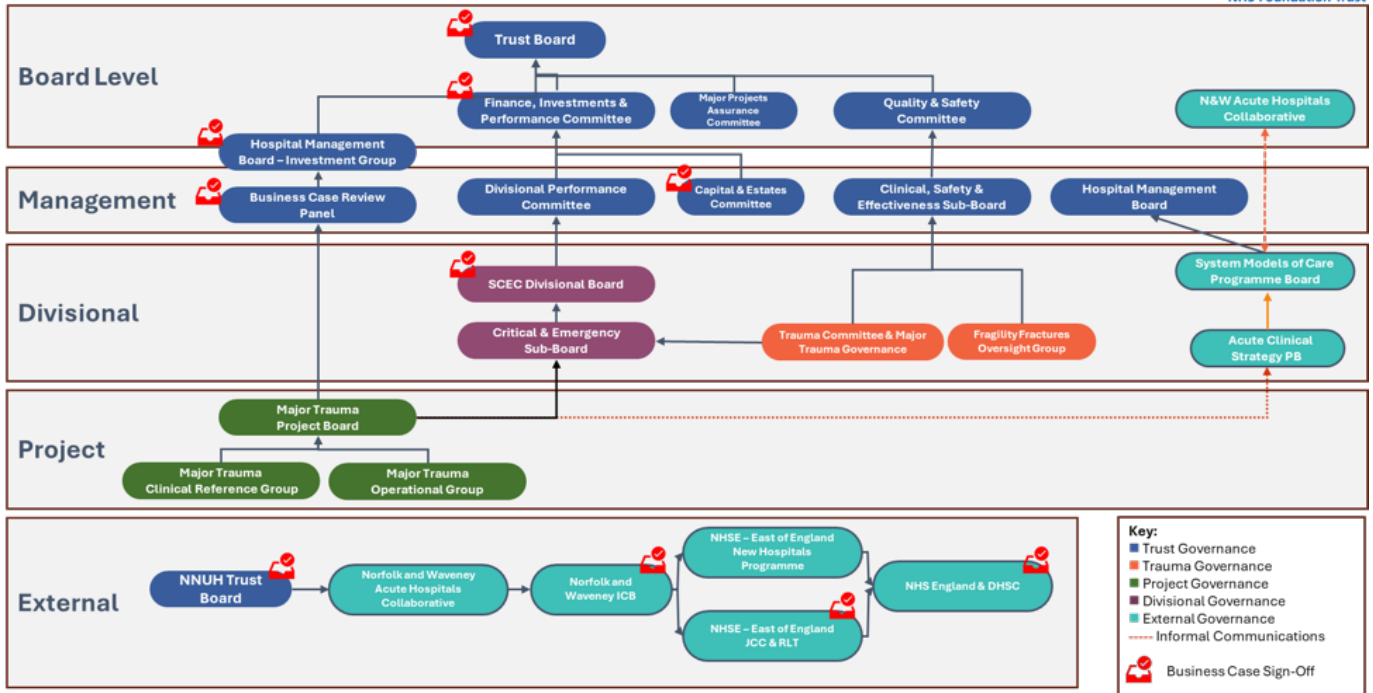 NHS Foundation Trust
Board Level
Trust Board
Finance, Investments &
Performance Committee
Major Projects
Assurance
Committee
Quality & Safety
Committee
N&W Acute Hospitals
Collaborative
Hospital Management
Board – Investment Group
Management
Business Case Review
Panel
Divisional Performance
Committee
Capital & Estates
Committee
Clinical, Safety &
Effectiveness Sub-Board
Hospital Management
Board
Divisional
SCEC Divisional Board
System Models of Care
Programme Board
Critical & Emergency
Sub-Board
Trauma Committee & Major
Trauma Governance
Fragility Fractures
Oversight Group
Acute Clinical
Strategy PB
Project
Major Trauma
Project Board
Major Trauma
Clinical Reference Group
Major Trauma
Operational Group
External
NNUH Trust
Board
Norfolk and Waveney
Acute Hospitals
Collaborative
Norfolk and
Waveney ICB
NHSE – East of England
New Hospitals
Programme
NHSE – East of England
JCC & RLT
NHS England & DHSC
Key:
Trust Governance
Trauma Governance
Project Governance
Divisional Governance
External Governance
Informal Communications
Business Case Sign-Off